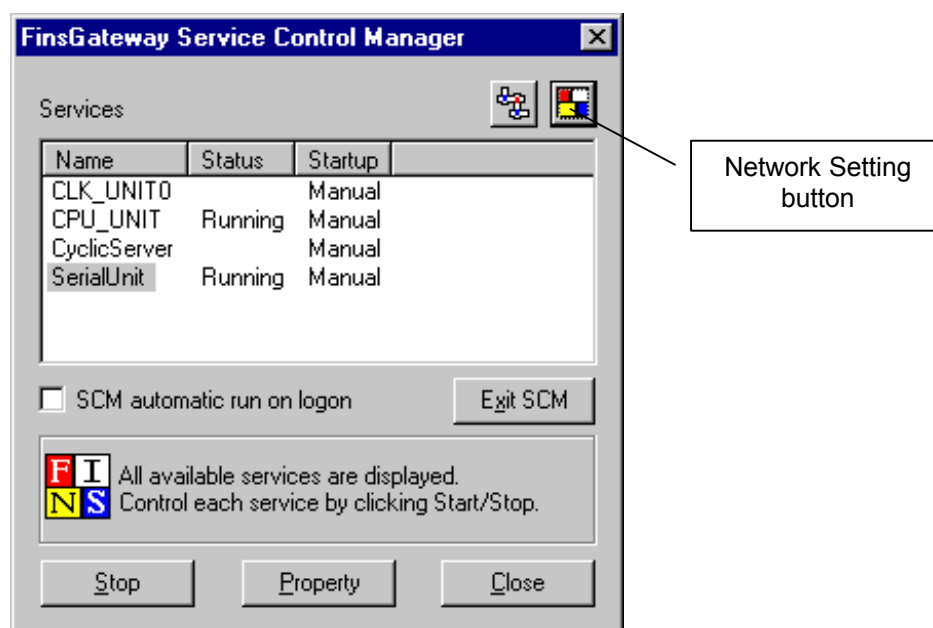 FinsGateway Service Control Manager
Services
Network Setting
button
Name Status Startup
CLK_UNIT0 Manual
CPU_UNIT Running Manual
CyclicServer Manual
SerialUnit Running Manual
SCM automatic run on logon
Exit SCM
F I
N S
All available services are displayed.
Control each service by clicking Start/Stop.
Stop Property Close